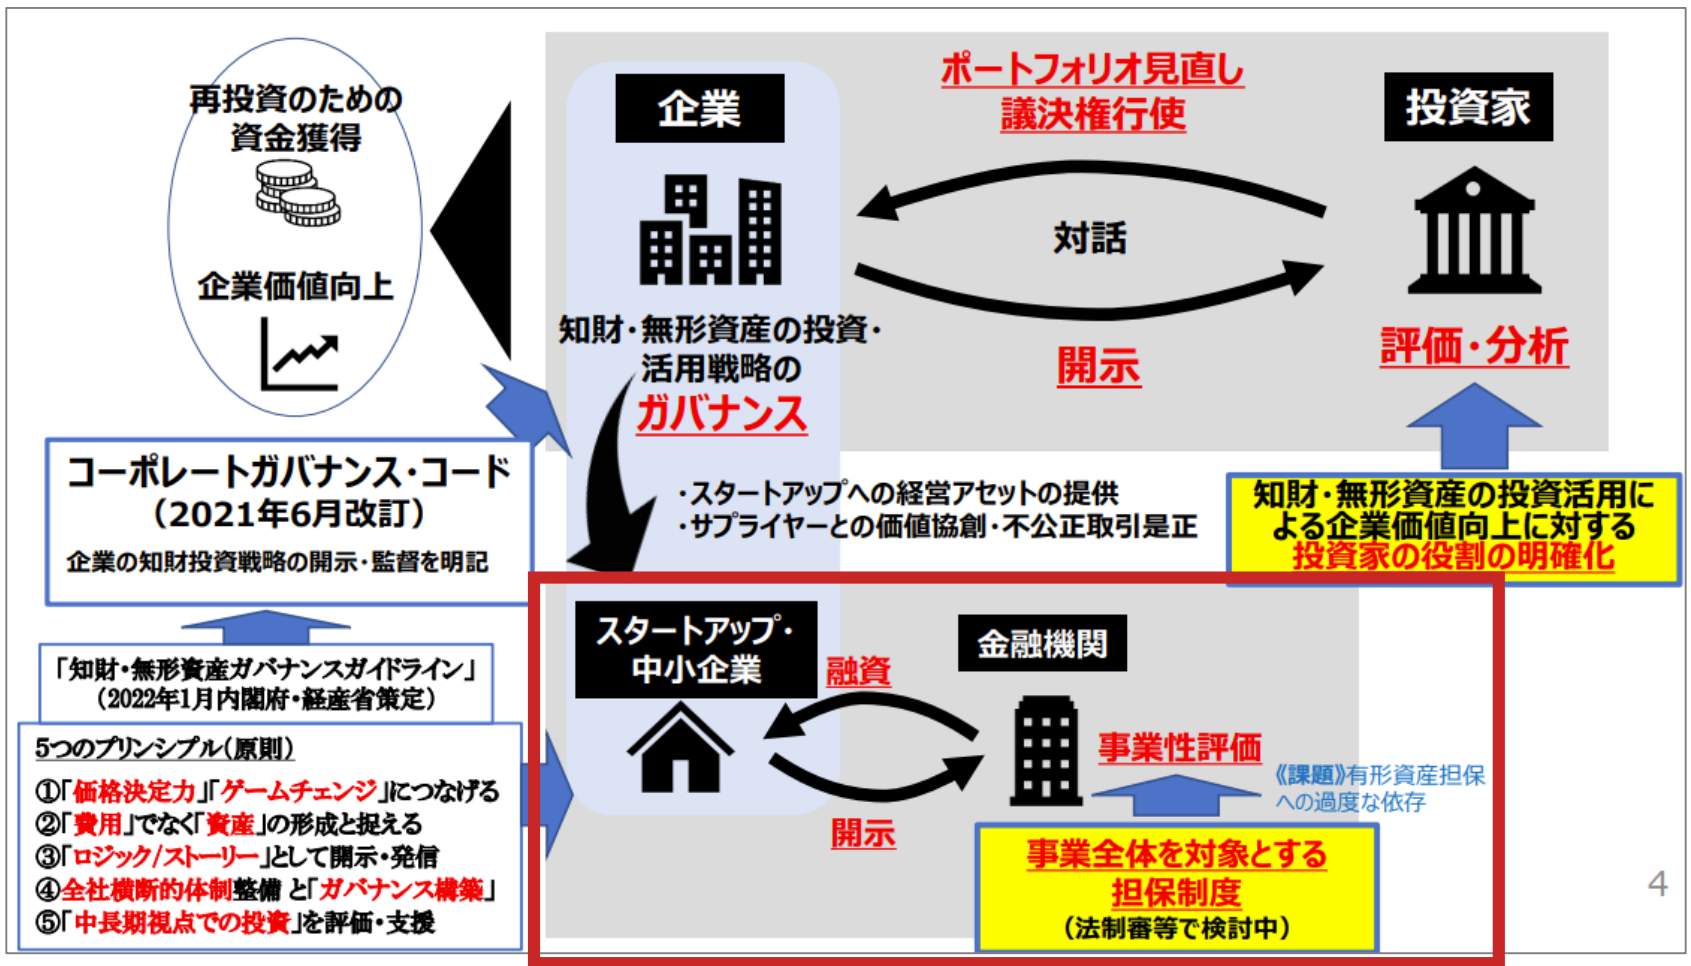 再投資のための
資金獲得
企業価値向上
企業
知財・無形資産の投資・
活用戦略の
ガバナンス
ポートフォリオ見直し
議決権行使
対話
開示
投資家
評価・分析
コーポレートガバナンス・コード
（2021年6月改訂）
企業の知財投資戦略の開示・監督を明記
・スタートアップへの経営アセットの提供
・サプライヤーとの価値協創・不公正取引是正
知財・無形資産の投資活用に
よる企業価値向上に対する
投資家の役割の明確化
「知財・無形資産ガバナンスガイドライン」
（2022年1月内閣府・経産省策定）
5つのプリンシプル（原則）
①「価格決定力」「ゲームチェンジ」につなげる
②「費用」でなく「資産」の形成と捉える
③「ロジック/ストーリー」として開示・発信
④全社横断的体制整備 と「ガバナンス構築」
⑤「中長期視点での投資」を評価・支援
スタートアップ・
中小企業
融資
開示
金融機関
事業性評価
《課題》有形資産担保
への過度な依存
事業全体を対象とする
担保制度
（法制審等で検討中）
4